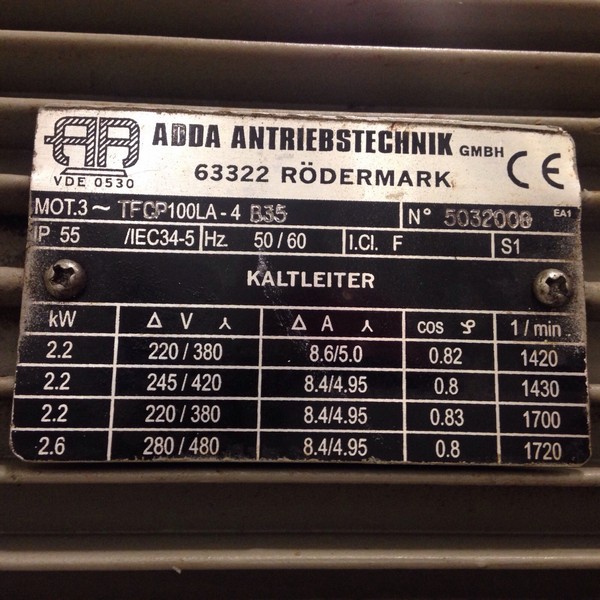 ADDA ANTRIEBSTECHNIK GMBH CE
63322 RÖDERMARK
VDE 0530
MOT.3 ~ TFCP100LA-4 B35 N° 5032008 EA1
IP 55 /IEC34-5 Hz 50/60 I.Cl. F S1
KALTLEITER
kW Δ V ⅄ Δ A ⅄ cos φ 1/min
2.2 220/380 8.6/5.0 0.82 1420
2.2 245/420 8.4/4.95 0.8 1430
2.2 220/380 8.4/4.95 0.83 1700
2.6 280/480 8.4/4.95 0.8 1720